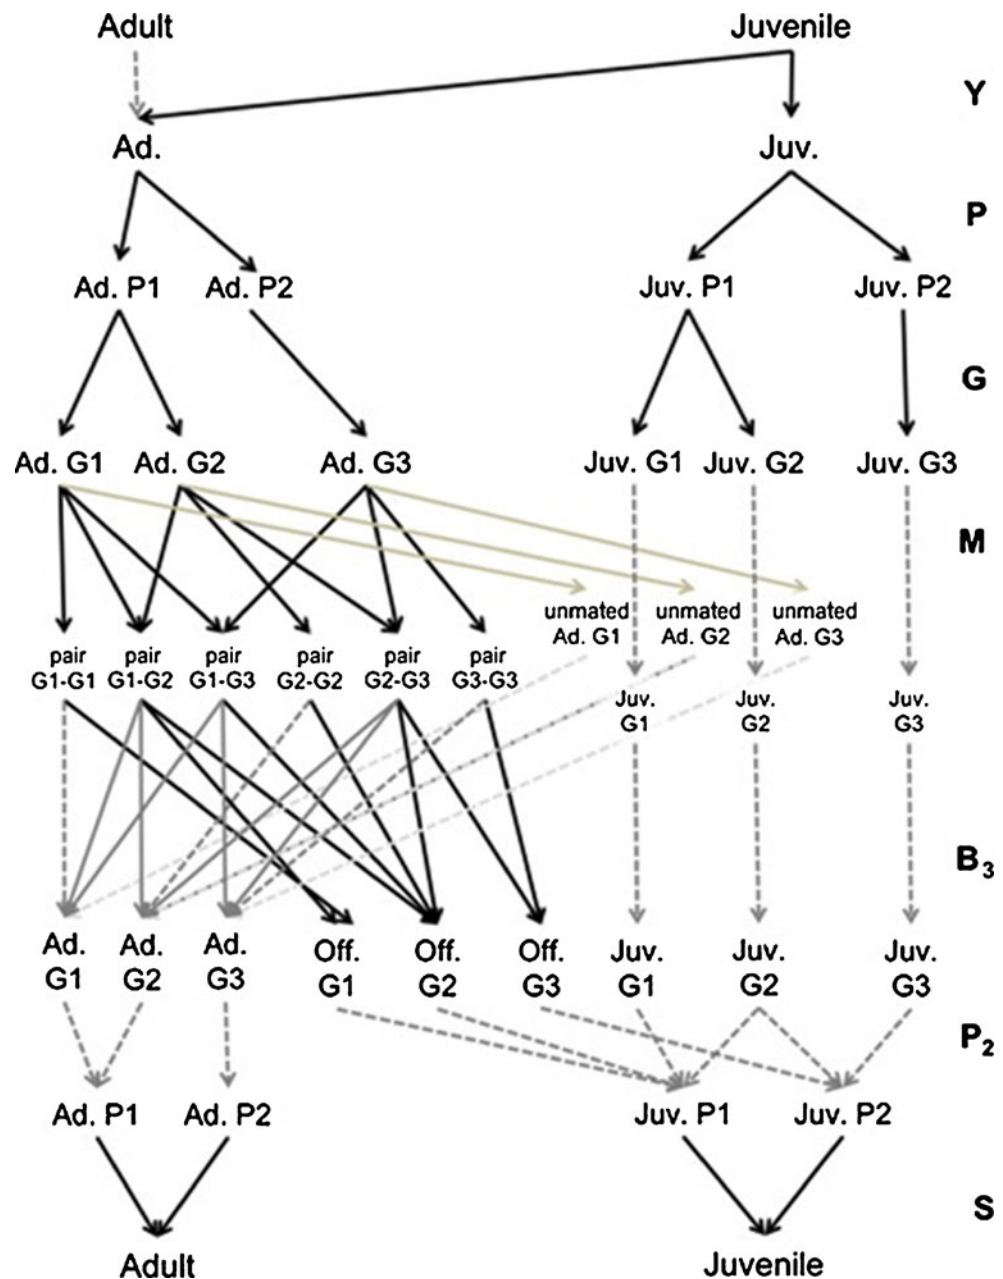 Adult Juvenile
Y
Ad. Juv.
P
Ad. P1 Ad. P2 Juv. P1 Juv. P2
G
Ad. G1 Ad. G2 Ad. G3 Juv. G1 Juv. G2 Juv. G3
M
unmated unmated unmated
Ad. G1 Ad. G2 Ad. G3
pair pair pair pair pair pair
G1-G1 G1-G2 G1-G3 G2-G2 G2-G3 G3-G3
Juv. Juv. Juv.
G1 G2 G3
B3
Ad. Ad. Ad. Off. Off. Off. Juv. Juv. Juv.
G1 G2 G3 G1 G2 G3 G1 G2 G3
P2
Ad. P1 Ad. P2 Juv. P1 Juv. P2
S
Adult Juvenile